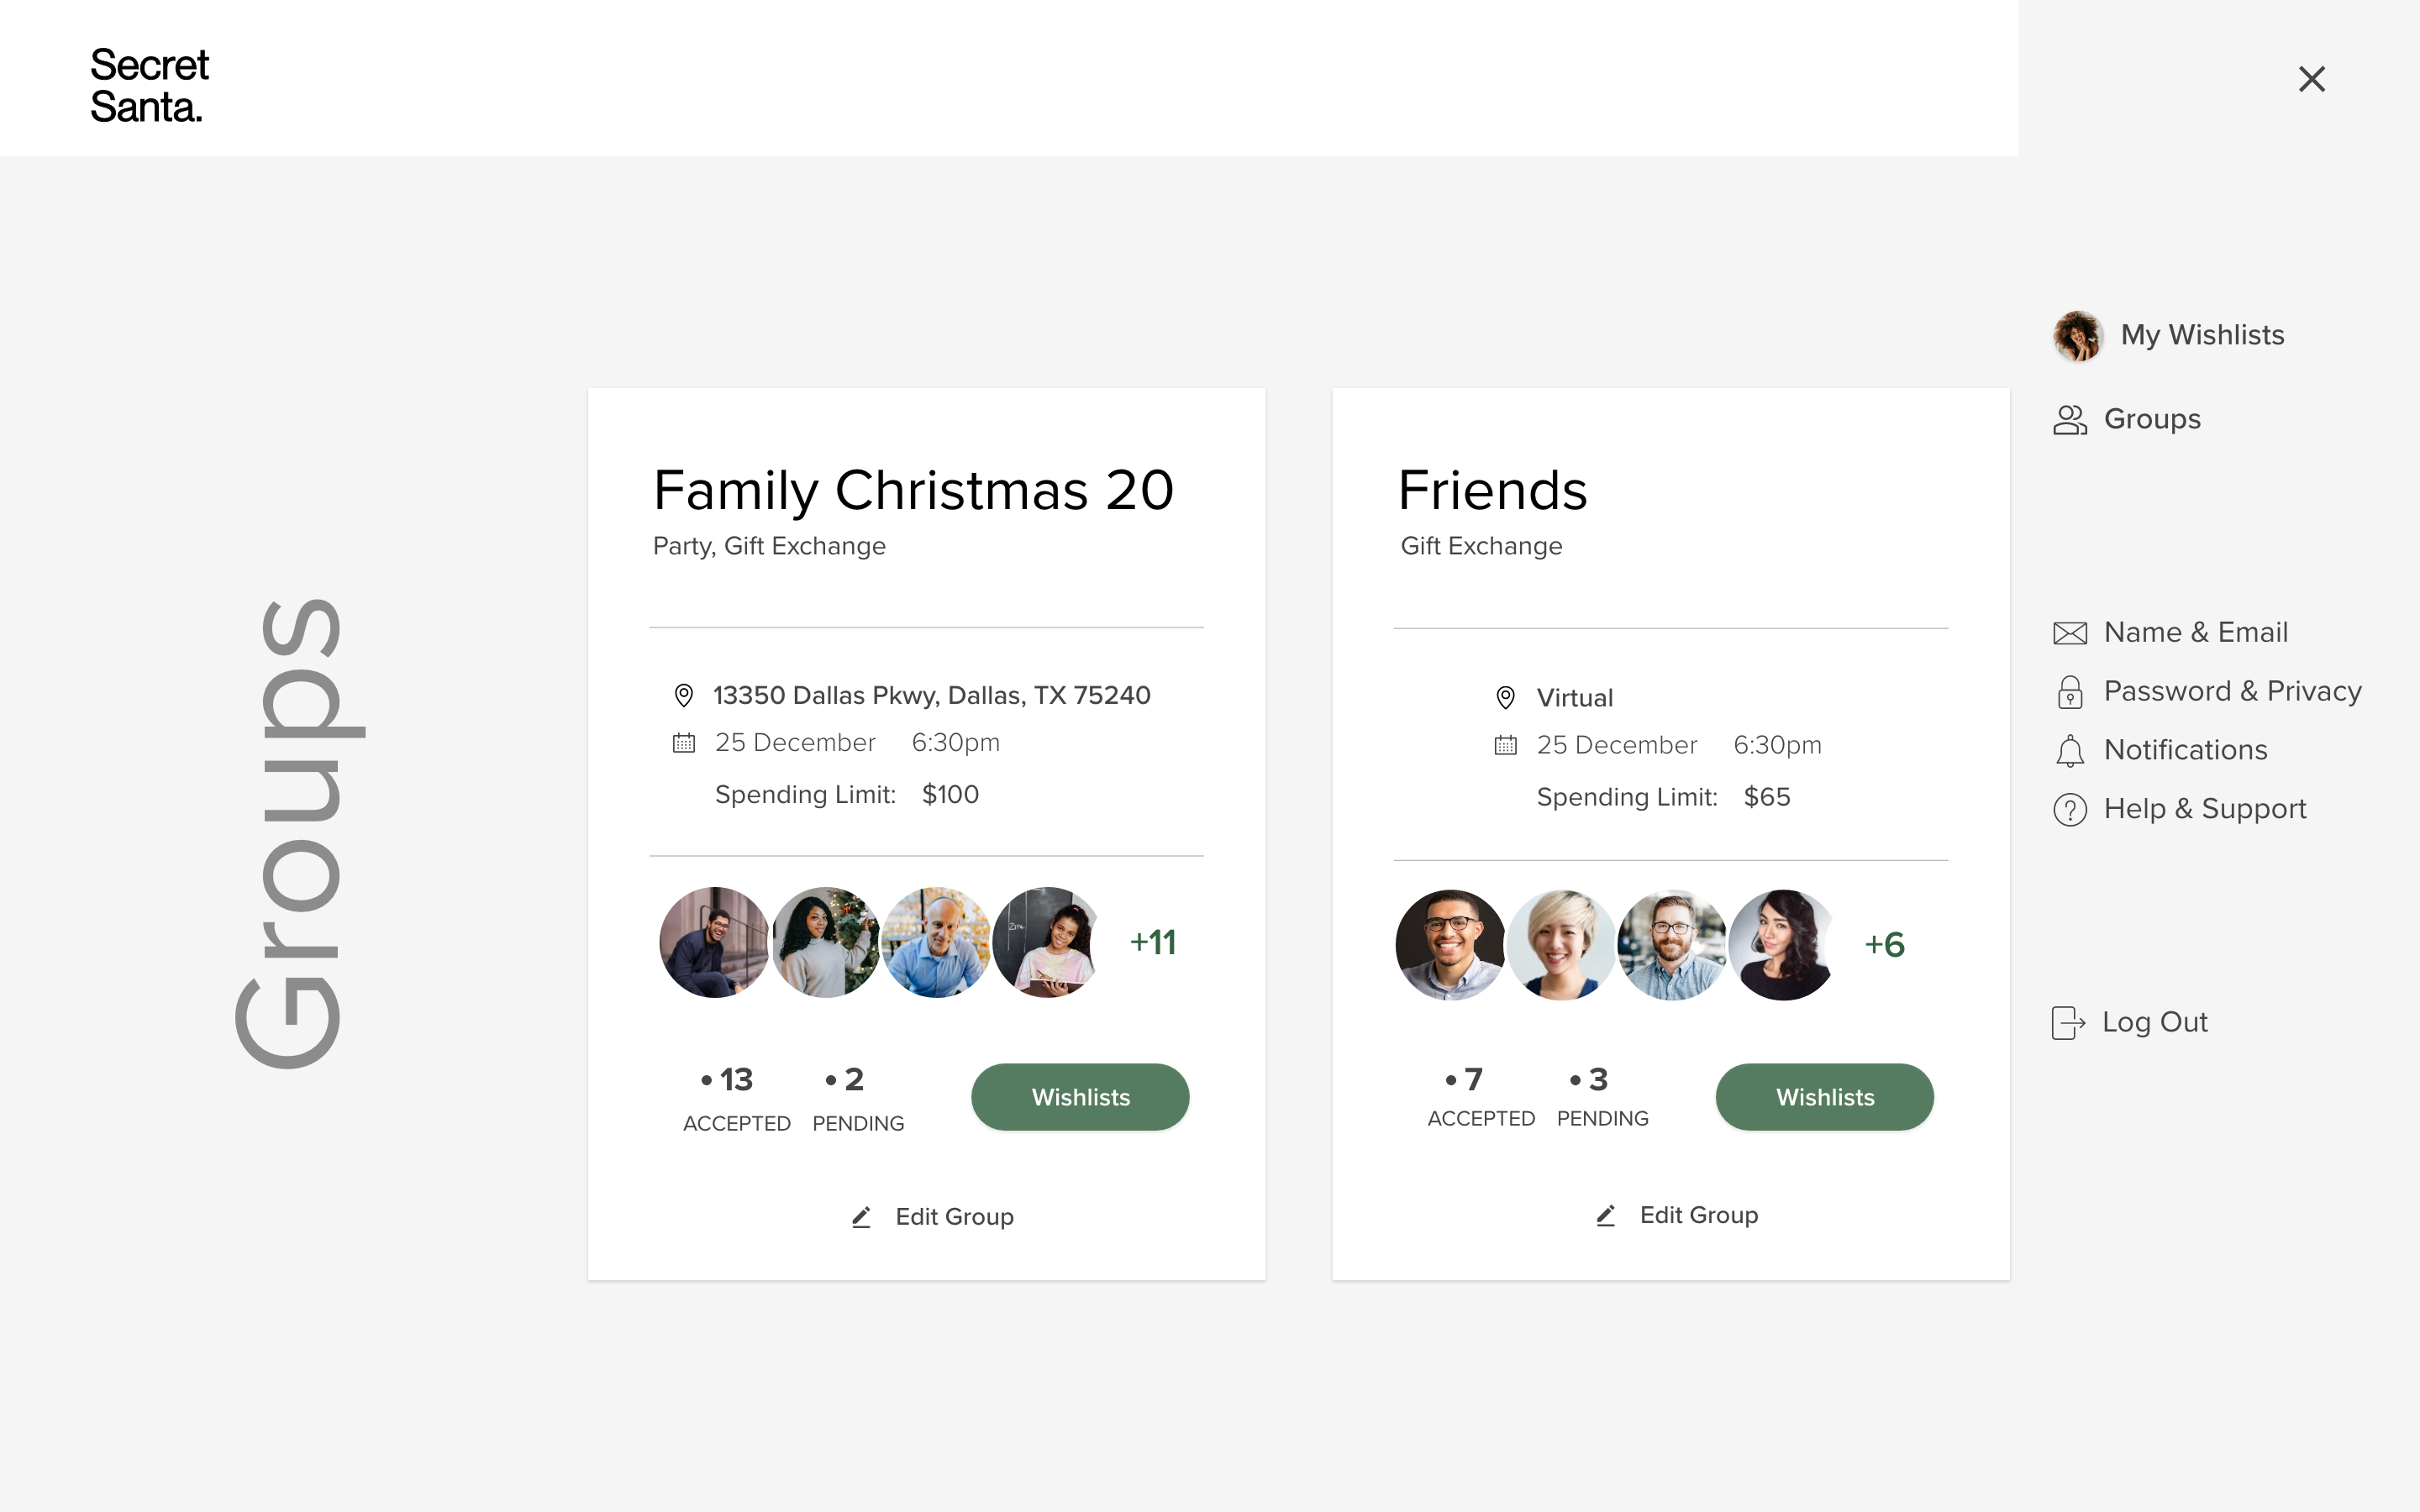 Secret
Santa.
Groups
Family Christmas 20
Party, Gift Exchange
13350 Dallas Pkwy, Dallas, TX 75240
25 December 6:30pm
Spending Limit: $100
+11
• 13 • 2
ACCEPTED PENDING
Wishlists
Edit Group
Friends
Gift Exchange
Virtual
25 December 6:30pm
Spending Limit: $65
+6
• 7 • 3
ACCEPTED PENDING
Wishlists
Edit Group
My Wishlists
Groups
Name & Email
Password & Privacy
Notifications
Help & Support
Log Out